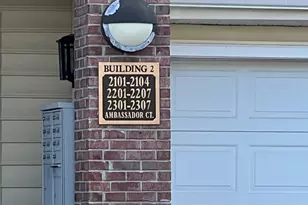 BUILDING 2
2101-2104
2201-2207
2301-2307
AMBASSADOR CT.